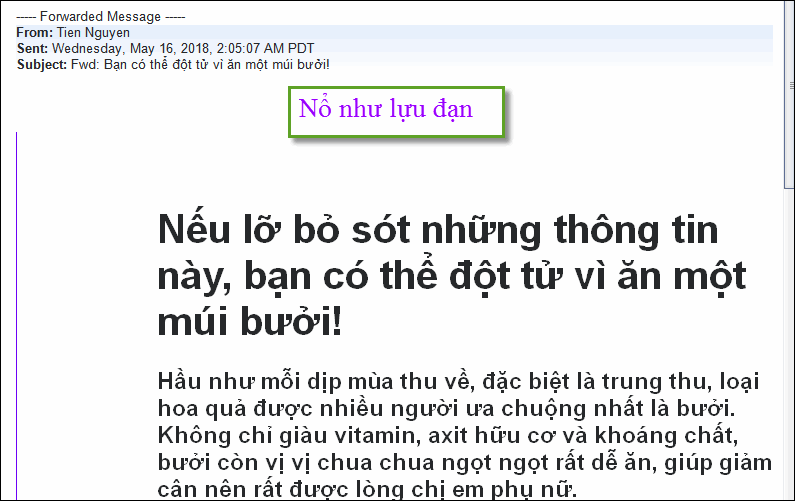 ----- Forwarded Message -----
From: Tien Nguyen
Sent: Wednesday, May 16, 2018, 2:05:07 AM PDT
Subject: Fwd: Bạn có thể đột tử vì ăn một múi bưởi!
Nổ như lựu đạn
Nếu lỡ bỏ sót những thông tin
này, bạn có thể đột tử vì ăn một
múi bưởi!
Hầu như mỗi dịp mùa thu về, đặc biệt là trung thu, loại
hoa quả được nhiều người ưa chuộng nhất là bưởi.
Không chỉ giàu vitamin, axit hữu cơ và khoáng chất,
bưởi còn vị vị chua chua ngọt ngọt rất dễ ăn, giúp giảm
cân nên rất được lòng chị em phụ nữ.